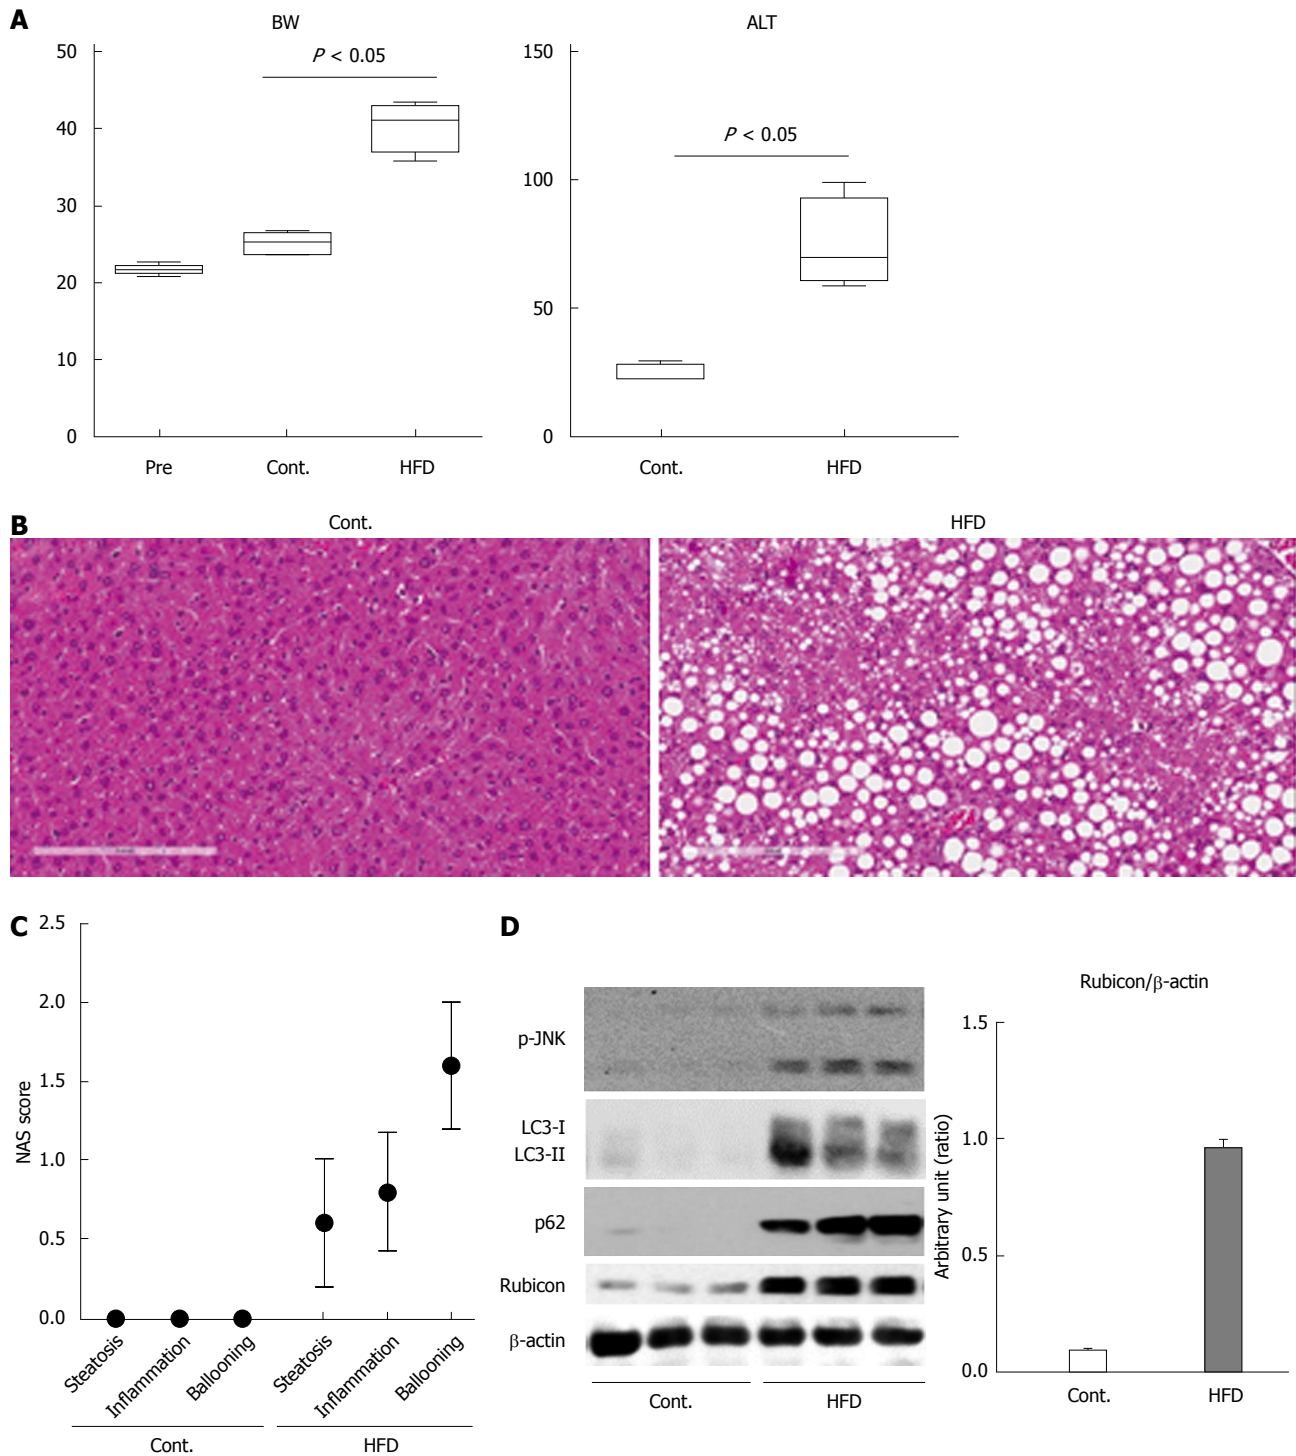 A
BW
50
40
30
20
10
0
P < 0.05
Pre
Cont.
HFD
ALT
150
100
50
0
P < 0.05
Cont.
HFD
B
Cont.
HFD
C
NAS score
2.5
2.0
1.5
1.0
0.5
0.0
Steatosis
Inflammation
Ballooning
Steatosis
Inflammation
Ballooning
Cont.
HFD
D
p-JNK
LC3-I
LC3-II
p62
Rubicon
β-actin
Cont.
HFD
Rubicon/β-actin
Arbitrary unit (ratio)
1.5
1.0
0.5
0.0
Cont.
HFD